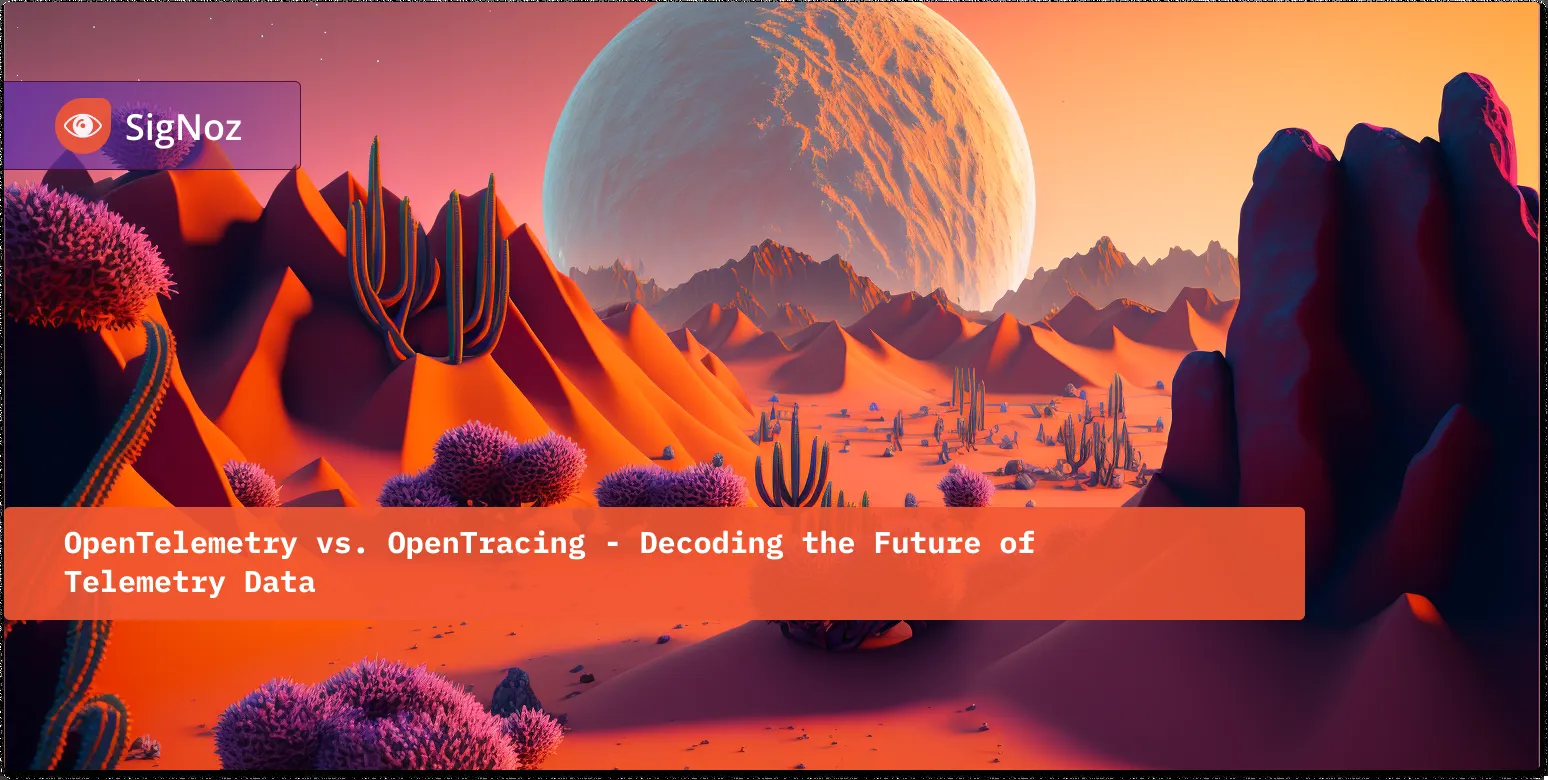 SigNoz
OpenTelemetry vs. OpenTracing - Decoding the Future of
Telemetry Data